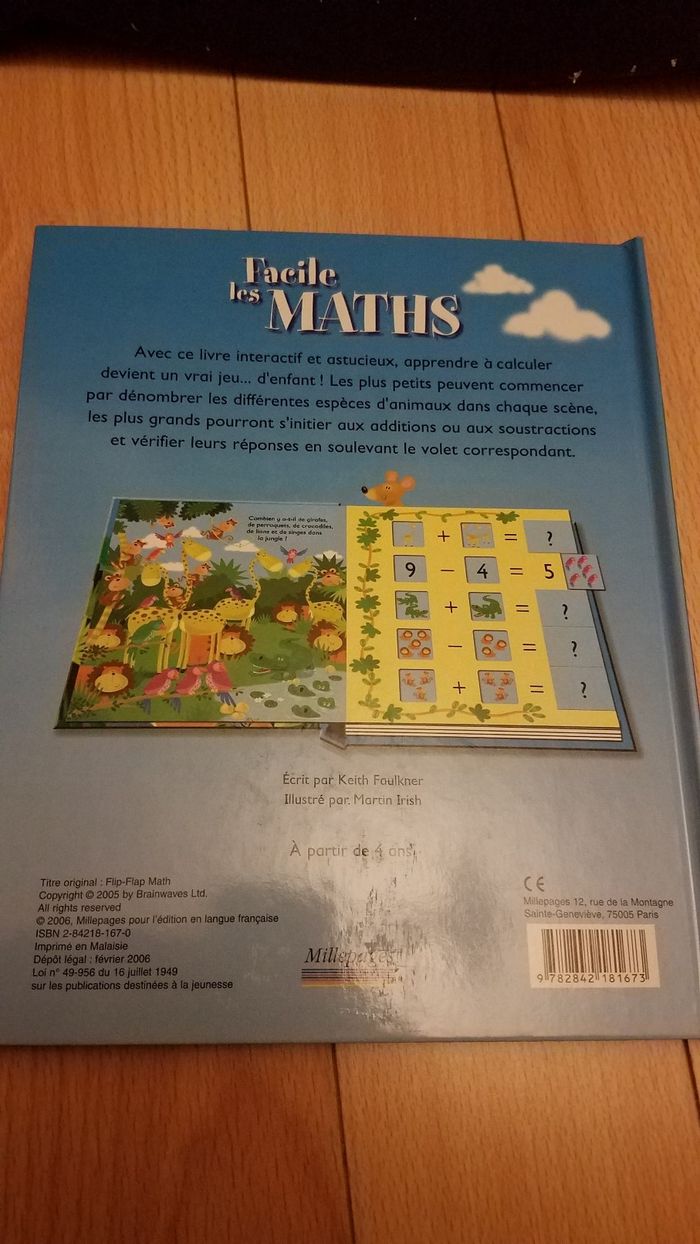 Facile
les MATHS
Avec ce livre interactif et astucieux, apprendre à calculer
devient un vrai jeu... d'enfant ! Les plus petits peuvent commencer
par dénombrer les différentes espèces d'animaux dans chaque scène,
les plus grands pourront s'initier aux additions ou aux soustractions
et vérifier leurs réponses en soulevant le volet correspondant.
Combien y a-t-il de girafes,
de perroquets, de crocodiles,
de lions et de singes dans
la jungle ?
+ = ?
9 - 4 = 5
+ = ?
- = ?
+ = ?
Écrit par Keith Faulkner
Illustré par Martin Irish
À partir de 4 ans
Titre original : Flip-Flap Math
Copyright © 2005 by Brainwaves Ltd.
All rights reserved
© 2006, Millepages pour l'édition en langue française
ISBN 2-84218-167-0
Imprimé en Malaisie
Dépôt légal : février 2006
Loi n° 49-956 du 16 juillet 1949
sur les publications destinées à la jeunesse
Millepages
CE
Millepages 12, rue de la Montagne
Sainte-Geneviève, 75005 Paris
9 782842 181673